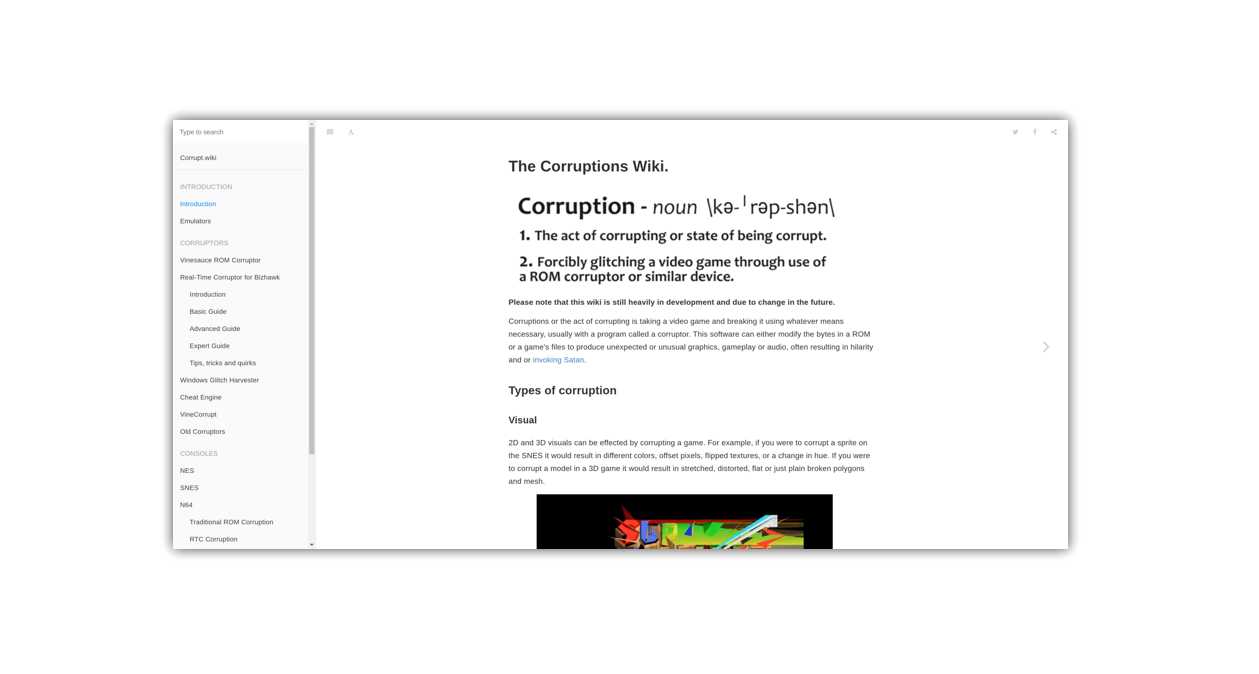 Type to search
Corrupt.wiki
INTRODUCTION
Introduction
Emulators
CORRUPTORS
Vinesauce ROM Corruptor
Real-Time Corruptor for Bizhawk
Introduction
Basic Guide
Advanced Guide
Expert Guide
Tips, tricks and quirks
Windows Glitch Harvester
Cheat Engine
VineCorrupt
Old Corruptors
CONSOLES
NES
SNES
N64
Traditional ROM Corruption
RTC Corruption
The Corruptions Wiki.
Corruption - noun \kə-ˈrəp-shən\
1. The act of corrupting or state of being corrupt.
2. Forcibly glitching a video game through use of
a ROM corruptor or similar device.
Please note that this wiki is still heavily in development and due to change in the future.
Corruptions or the act of corrupting is taking a video game and breaking it using whatever means
necessary, usually with a program called a corruptor. This software can either modify the bytes in a ROM
or a game's files to produce unexpected or unusual graphics, gameplay or audio, often resulting in hilarity
and or invoking Satan.
Types of corruption
Visual
2D and 3D visuals can be effected by corrupting a game. For example, if you were to corrupt a sprite on
the SNES it would result in different colors, offset pixels, flipped textures, or a change in hue. If you were
to corrupt a model in a 3D game it would result in stretched, distorted, flat or just plain broken polygons
and mesh.